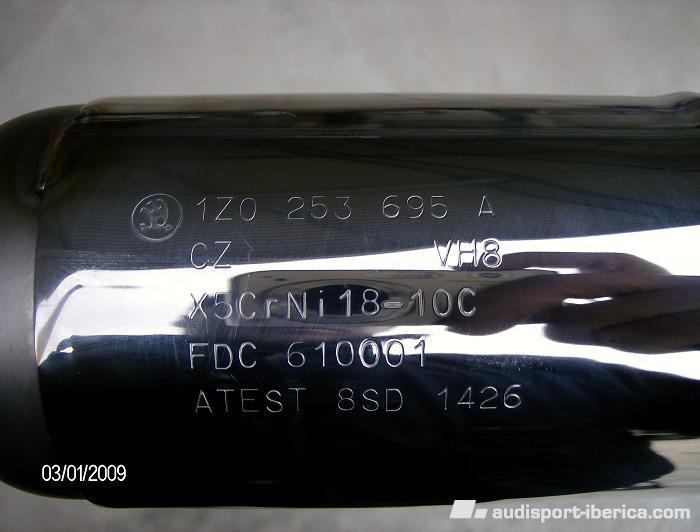 1Z0 253 695 A
CZ VH8
X5CrNi18-10C
FDC 610001
ATEST 8SD 1426
03/01/2009
audisport-iberica.com